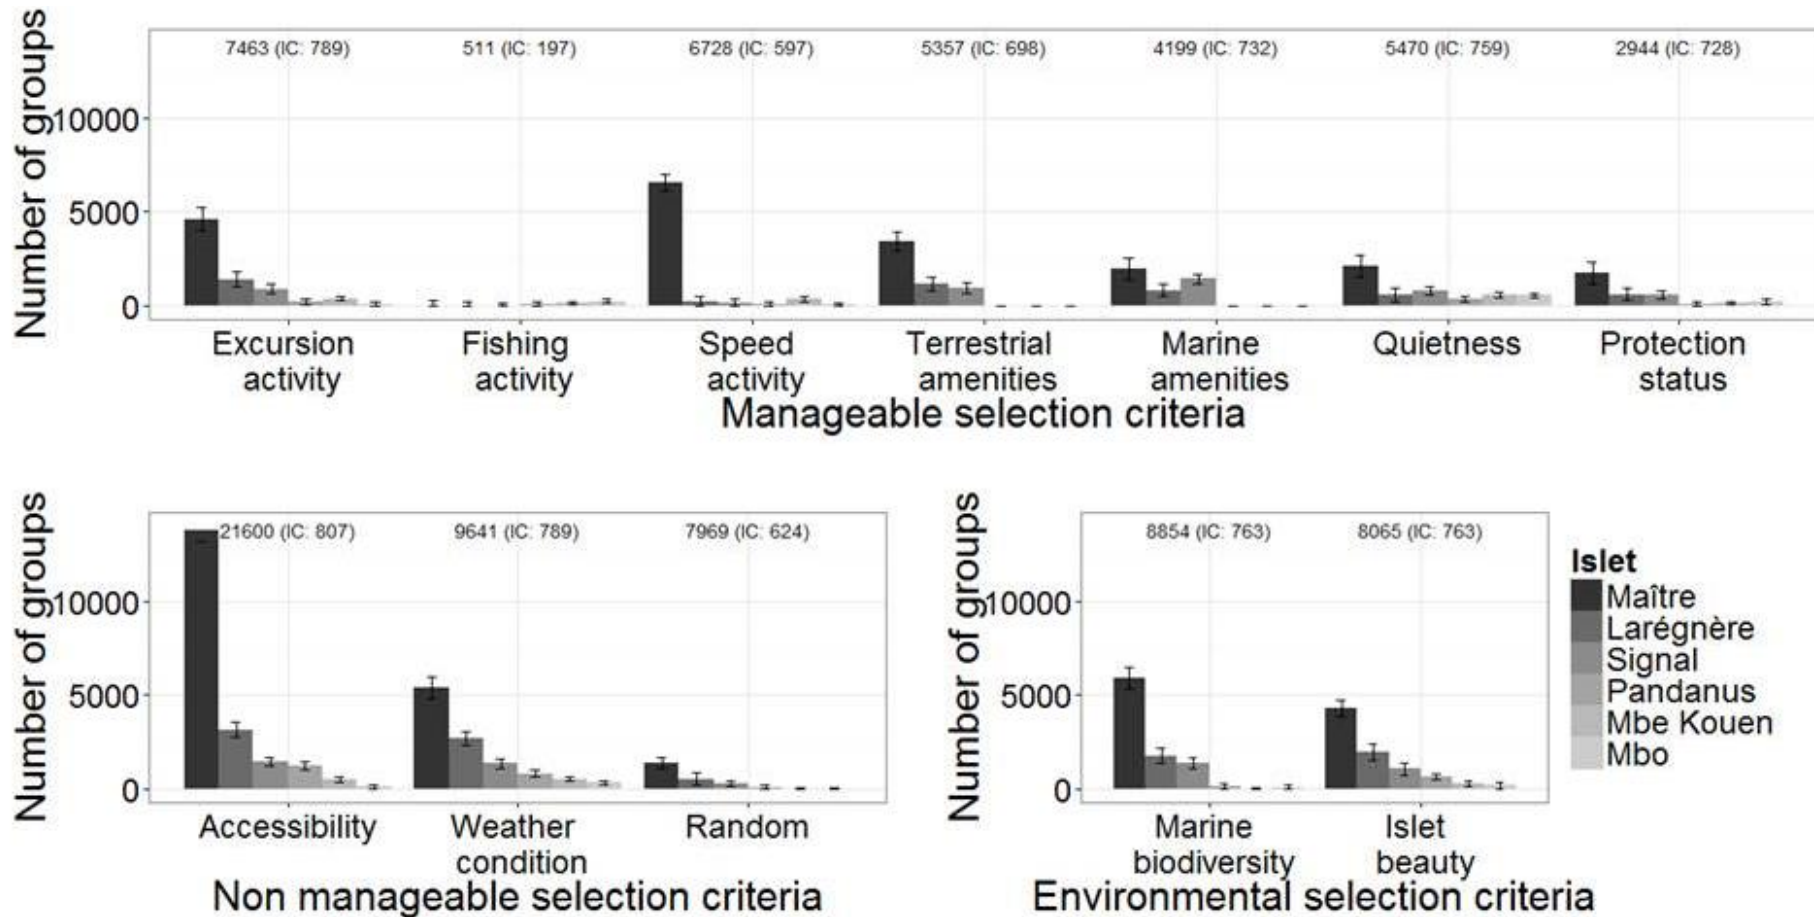 Number of groups
7463 (IC: 789) 511 (IC: 197) 6728 (IC: 597) 5357 (IC: 698) 4199 (IC: 732) 5470 (IC: 759) 2944 (IC: 728)
10000
5000
0
Excursion activity
Fishing activity
Speed activity
Terrestrial amenities
Marine amenities
Quietness
Protection status
Manageable selection criteria
Number of groups
21600 (IC: 807) 9641 (IC: 789) 7969 (IC: 624)
10000
5000
0
Accessibility
Weather condition
Random
Non manageable selection criteria
Number of groups
8854 (IC: 763) 8065 (IC: 763)
10000
5000
0
Marine biodiversity
Islet beauty
Environmental selection criteria
Islet
Maître
Larégnère
Signal
Pandanus
Mbe Kouen
Mbo